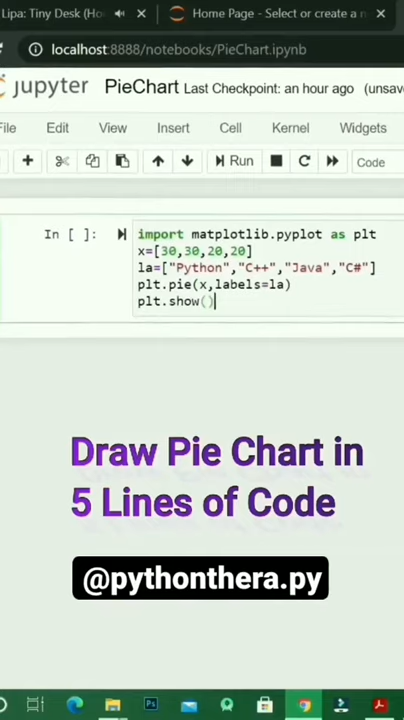 Lipa: Tiny Desk (Ho
Home Page - Select or create a n
localhost:8888/notebooks/PieChart.ipynb
jupyter PieChart Last Checkpoint: an hour ago (unsav
File Edit View Insert Cell Kernel Widgets
Run Code
In [ ]: import matplotlib.pyplot as plt
x=[30,30,20,20]
la=["Python","C++","Java","C#"]
plt.pie(x,labels=la)
plt.show()
Draw Pie Chart in
5 Lines of Code
@pythonthera.py
Ps